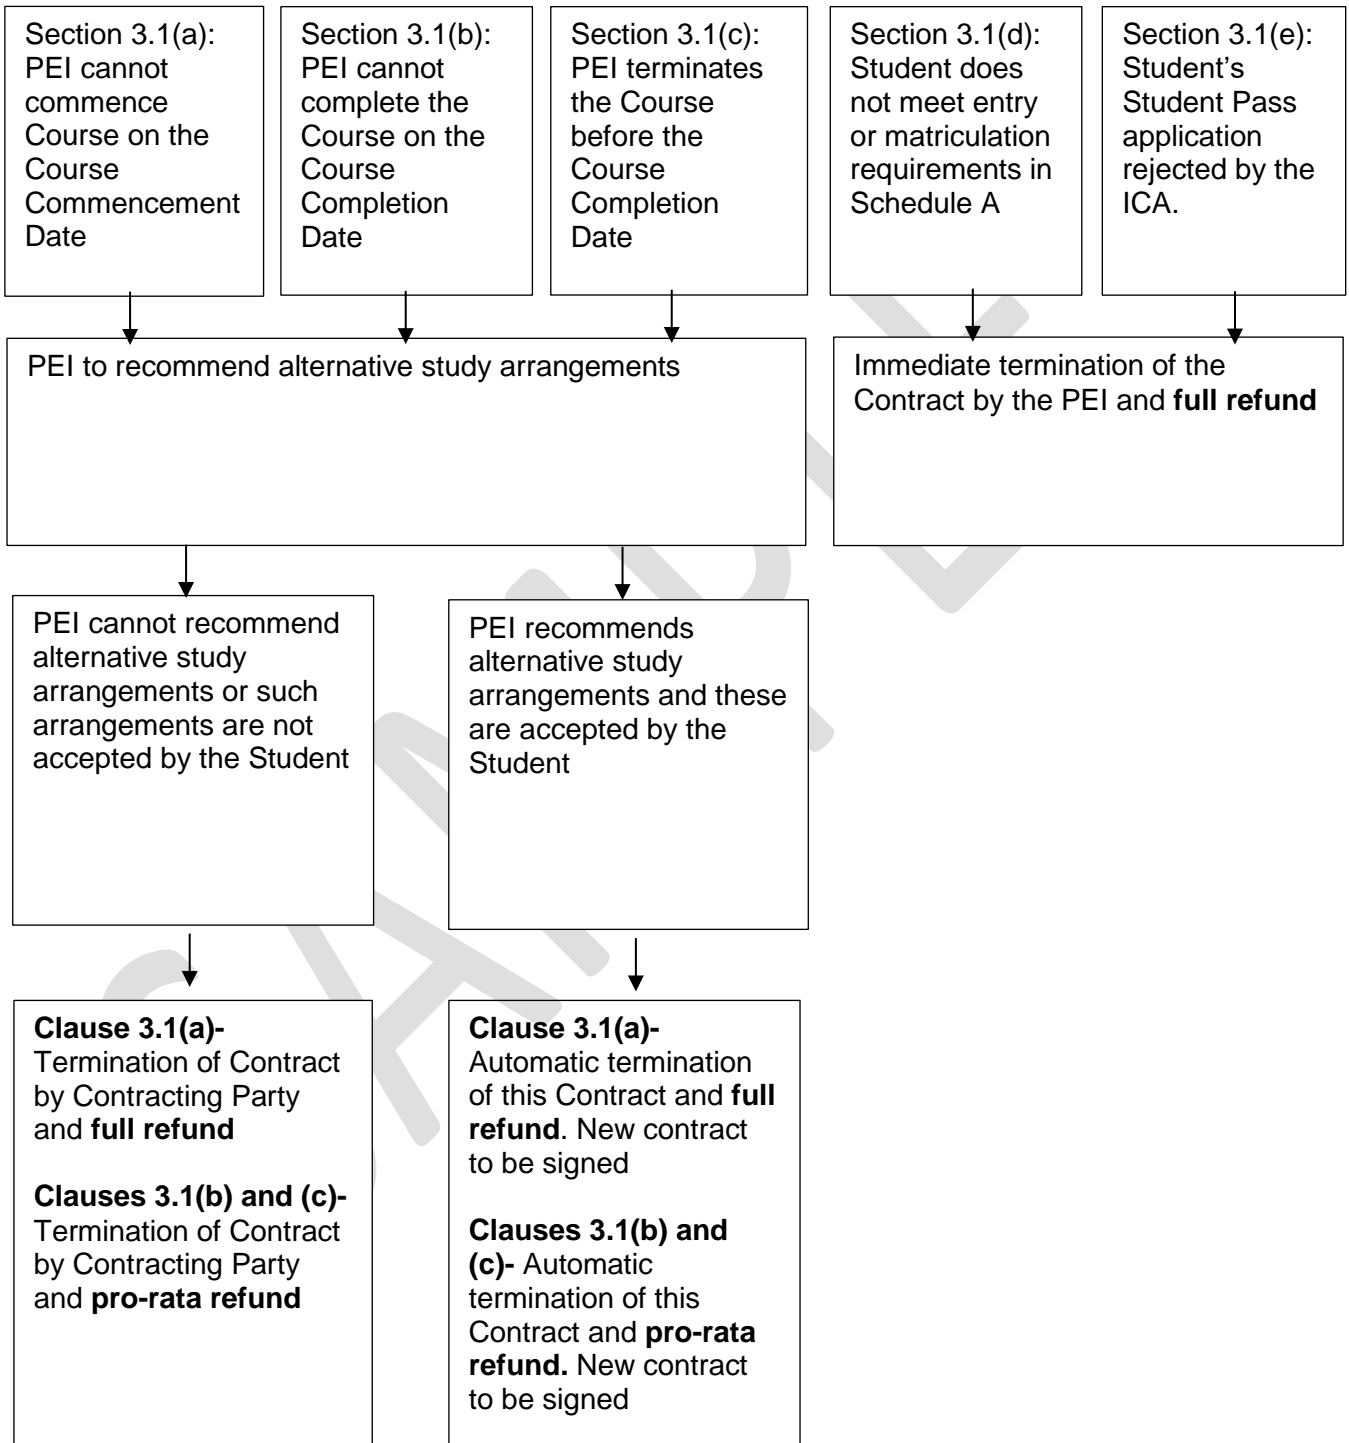 Section 3.1(a):
PEI cannot
commence
Course on the
Course
Commencement
Date
Section 3.1(b):
PEI cannot
complete the
Course on the
Course
Completion
Date
Section 3.1(c):
PEI terminates
the Course
before the
Course
Completion
Date
Section 3.1(d):
Student does
not meet entry
or matriculation
requirements in
Schedule A
Section 3.1(e):
Student’s
Student Pass
application
rejected by the
ICA.
PEI to recommend alternative study arrangements
Immediate termination of the
Contract by the PEI and full refund
PEI cannot recommend
alternative study
arrangements or such
arrangements are not
accepted by the Student
PEI recommends
alternative study
arrangements and these
are accepted by the
Student
Clause 3.1(a)-
Termination of Contract
by Contracting Party
and full refund
Clauses 3.1(b) and (c)-
Termination of Contract
by Contracting Party
and pro-rata refund
Clause 3.1(a)-
Automatic termination
of this Contract and full
refund. New contract
to be signed
Clauses 3.1(b) and
(c)- Automatic
termination of this
Contract and pro-rata
refund. New contract
to be signed
SAMPLE